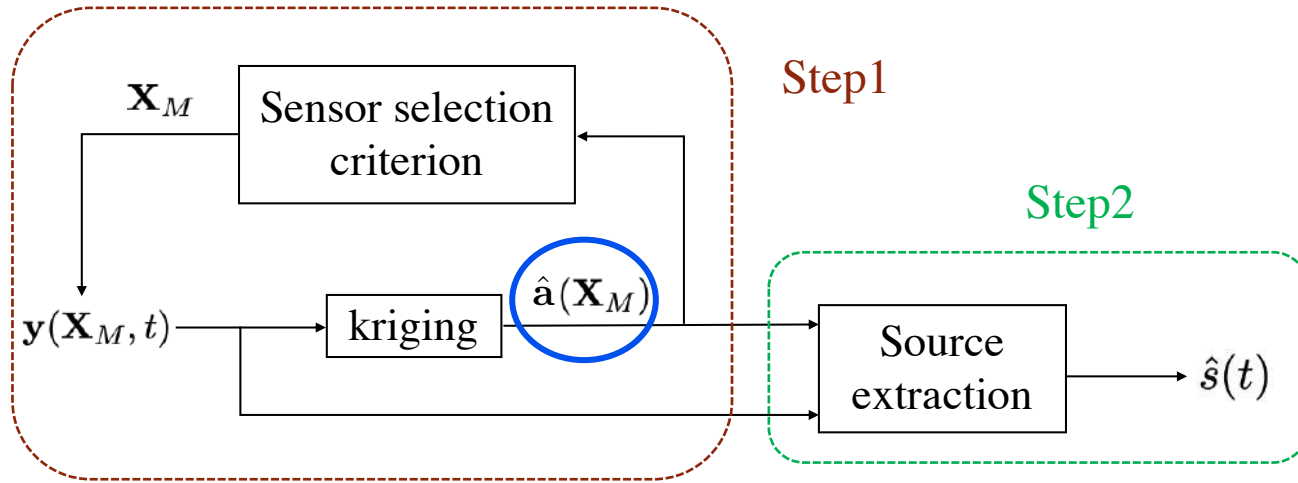 Step1
X_M
Sensor selection
criterion
Step2
y(X_M, t)
kriging
â(X_M)
Source
extraction
ŝ(t)